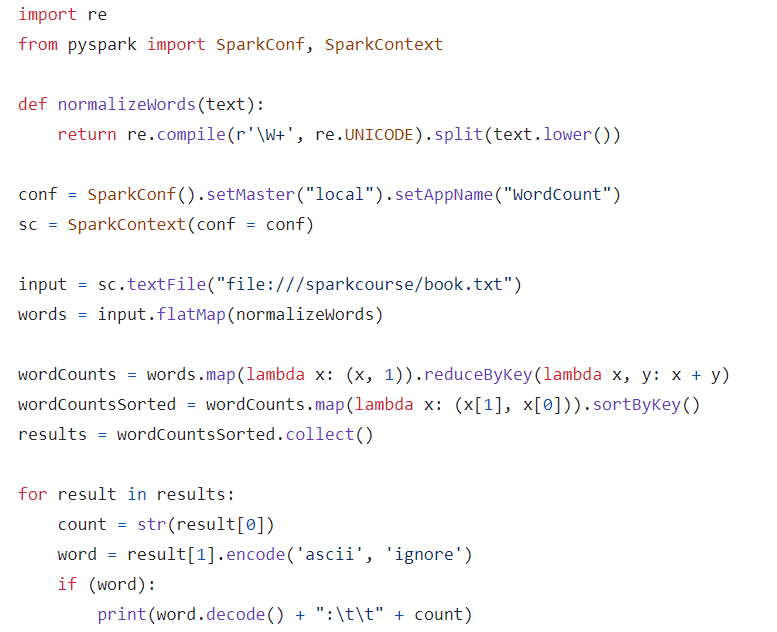 import re
from pyspark import SparkConf, SparkContext

def normalizeWords(text):
    return re.compile(r'\W+', re.UNICODE).split(text.lower())

conf = SparkConf().setMaster("local").setAppName("WordCount")
sc = SparkContext(conf = conf)

input = sc.textFile("file:///sparkcourse/book.txt")
words = input.flatMap(normalizeWords)

wordCounts = words.map(lambda x: (x, 1)).reduceByKey(lambda x, y: x + y)
wordCountsSorted = wordCounts.map(lambda x: (x[1], x[0])).sortByKey()
results = wordCountsSorted.collect()

for result in results:
    count = str(result[0])
    word = result[1].encode('ascii', 'ignore')
    if (word):
        print(word.decode() + ":\t\t" + count)